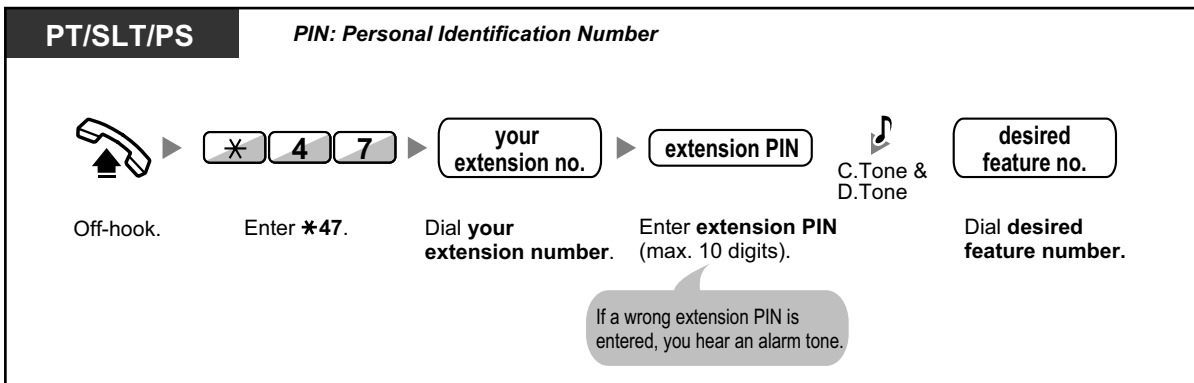 PT/SLT/PS
PIN: Personal Identification Number
✳ 4 7
your
extension no.
extension PIN
C.Tone &
D.Tone
desired
feature no.
Off-hook.
Enter ✳47.
Dial your
extension number.
Enter extension PIN
(max. 10 digits).
Dial desired
feature number.
If a wrong extension PIN is
entered, you hear an alarm tone.